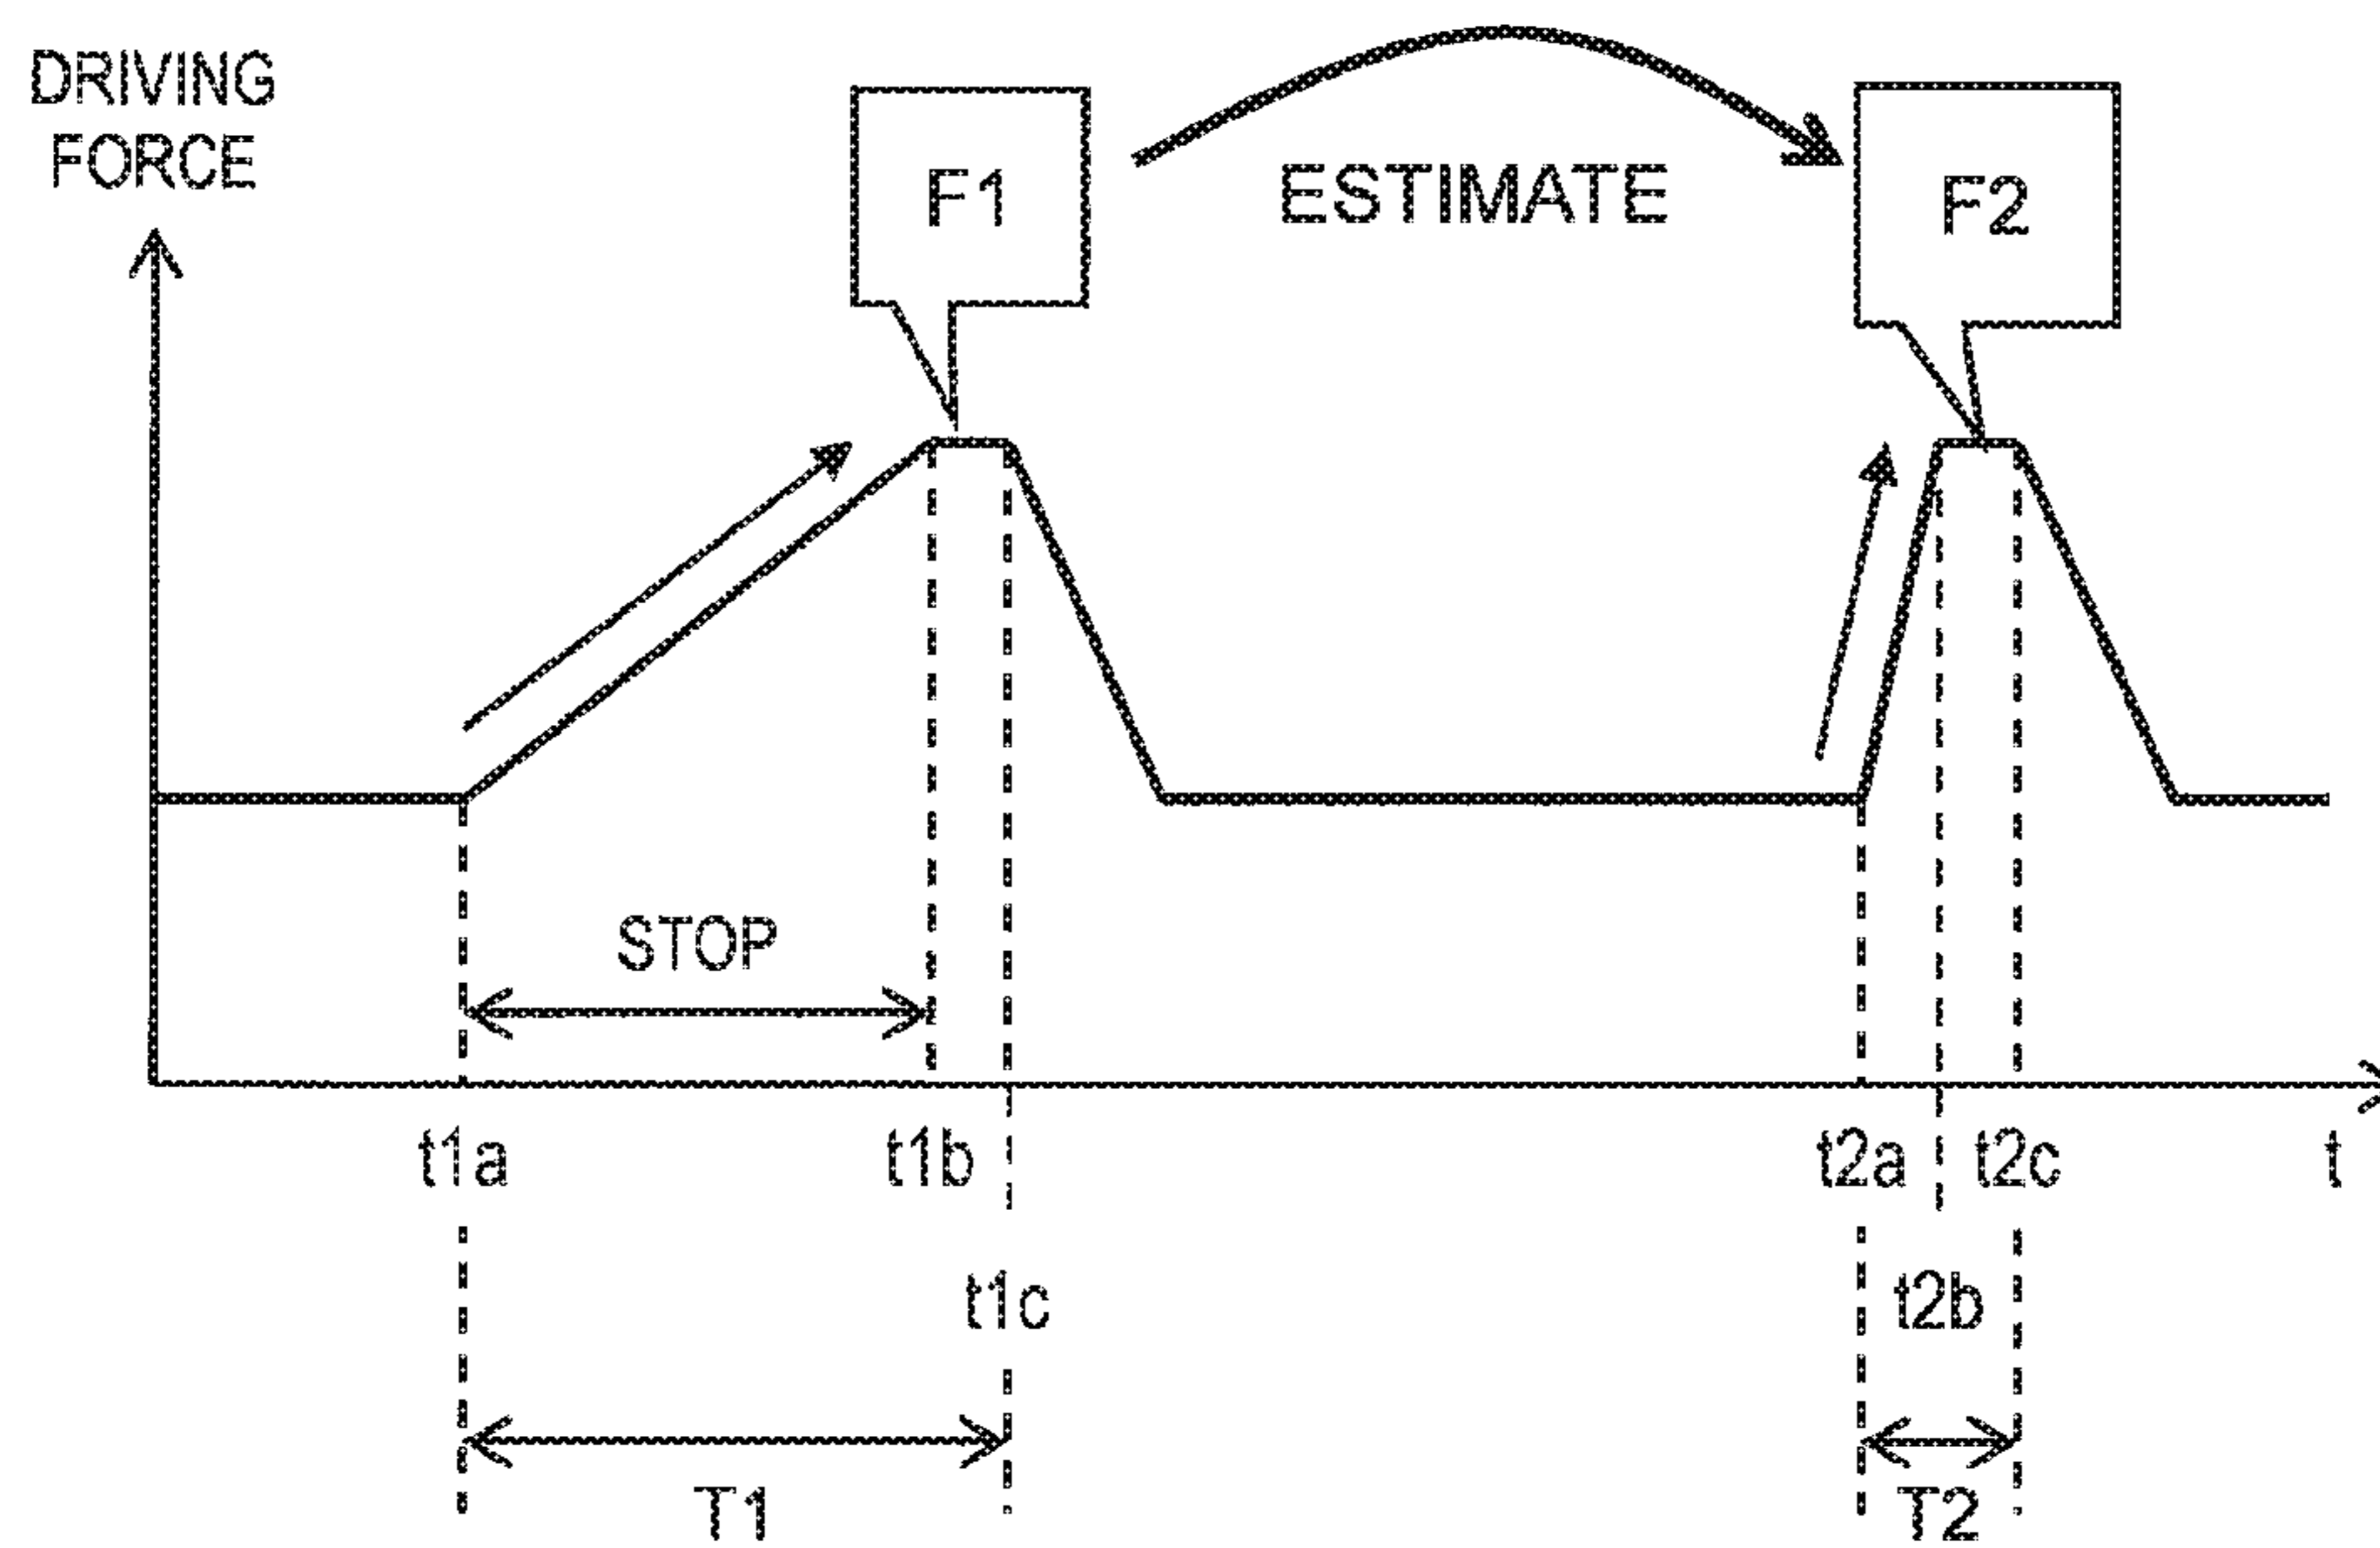 DRIVING
FORCE
F1
ESTIMATE
F2
STOP
t1a
t1b
t2a
t2c
t
t1c
t2b
T1
T2